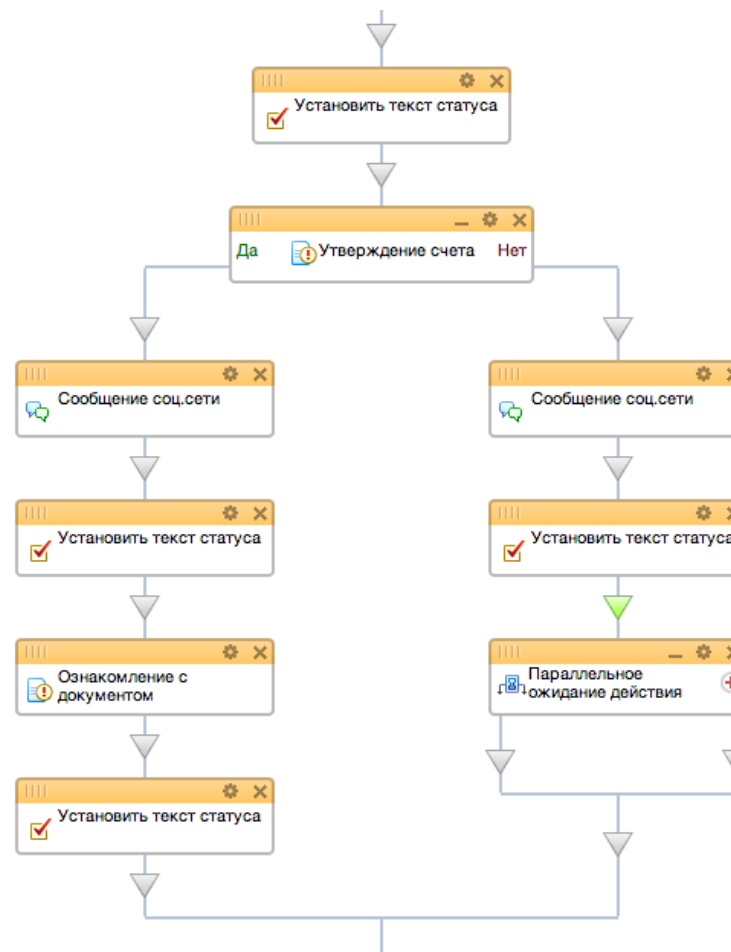 Установить текст статуса
Да
Утверждение счета
Нет
Сообщение соц.сети
Сообщение соц.сети
Установить текст статуса
Установить текст статуса
Ознакомление с
документом
Параллельное
ожидание действия
Установить текст статуса